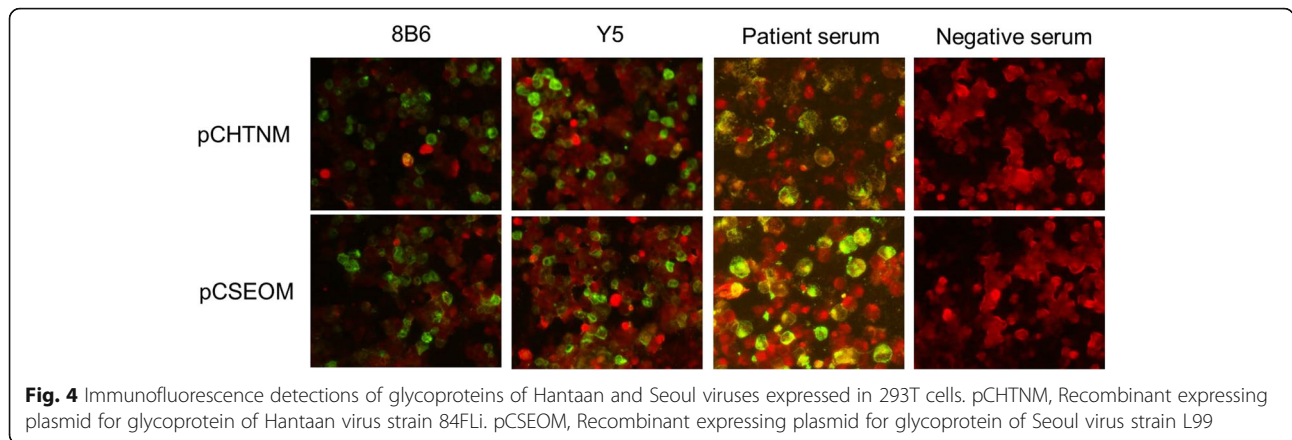 8B6 Y5 Patient serum Negative serum
pCHTNM
pCSEOM
Fig. 4 Immunofluorescence detections of glycoproteins of Hantaan and Seoul viruses expressed in 293T cells. pCHTNM, Recombinant expressing
plasmid for glycoprotein of Hantaan virus strain 84FLi. pCSEOM, Recombinant expressing plasmid for glycoprotein of Seoul virus strain L99